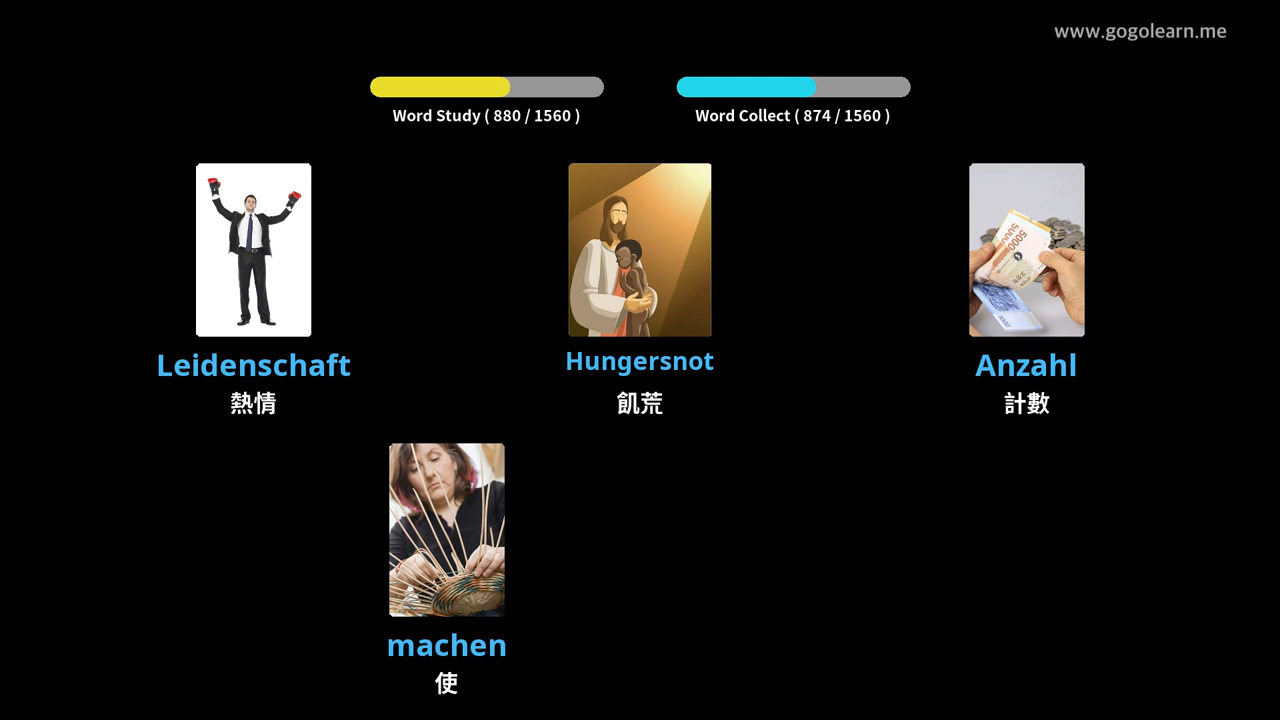 www.gogolearn.me
Word Study ( 880 / 1560 )
Word Collect ( 874 / 1560 )
Leidenschaft
熱情
Hungersnot
飢荒
Anzahl
計數
machen
使